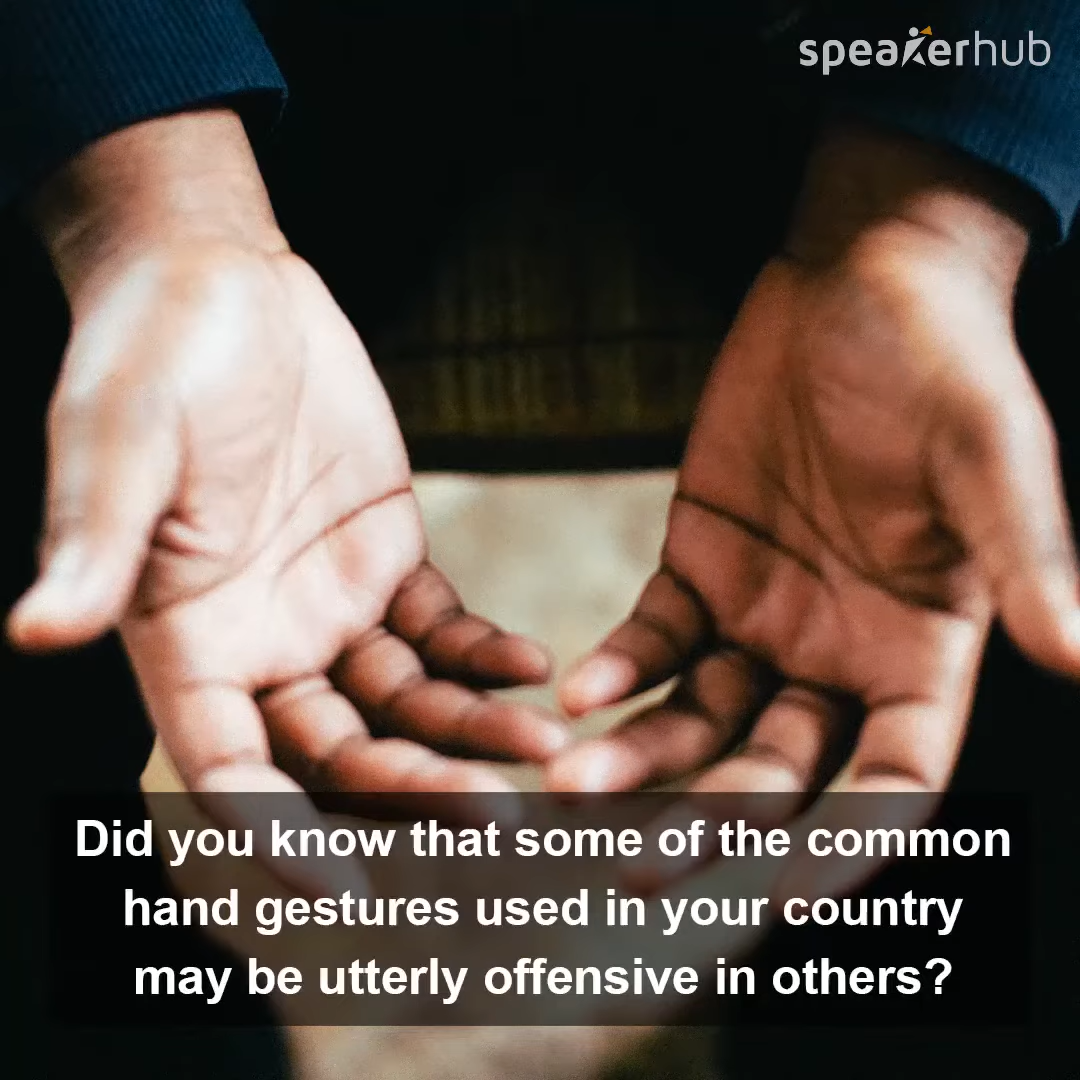 speakerhub
Did you know that some of the common
hand gestures used in your country
may be utterly offensive in others?